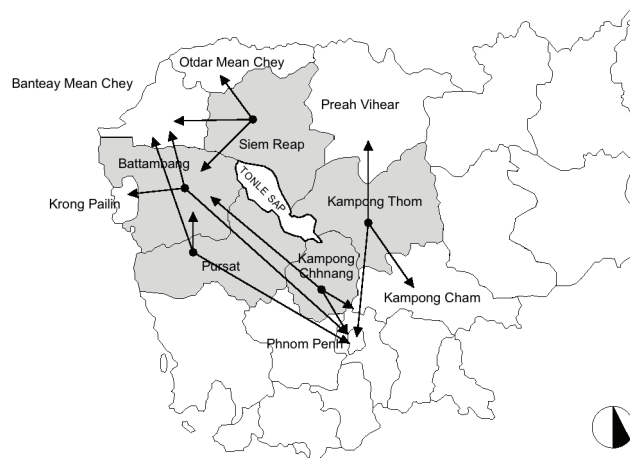 Otdar Mean Chey
Banteay Mean Chey
Preah Vihear
Siem Reap
Battambang
TONLE SAP
Krong Pailin
Kampong Thom
Pursat
Kampong
Chhnang
Kampong Cham
Phnom Penh